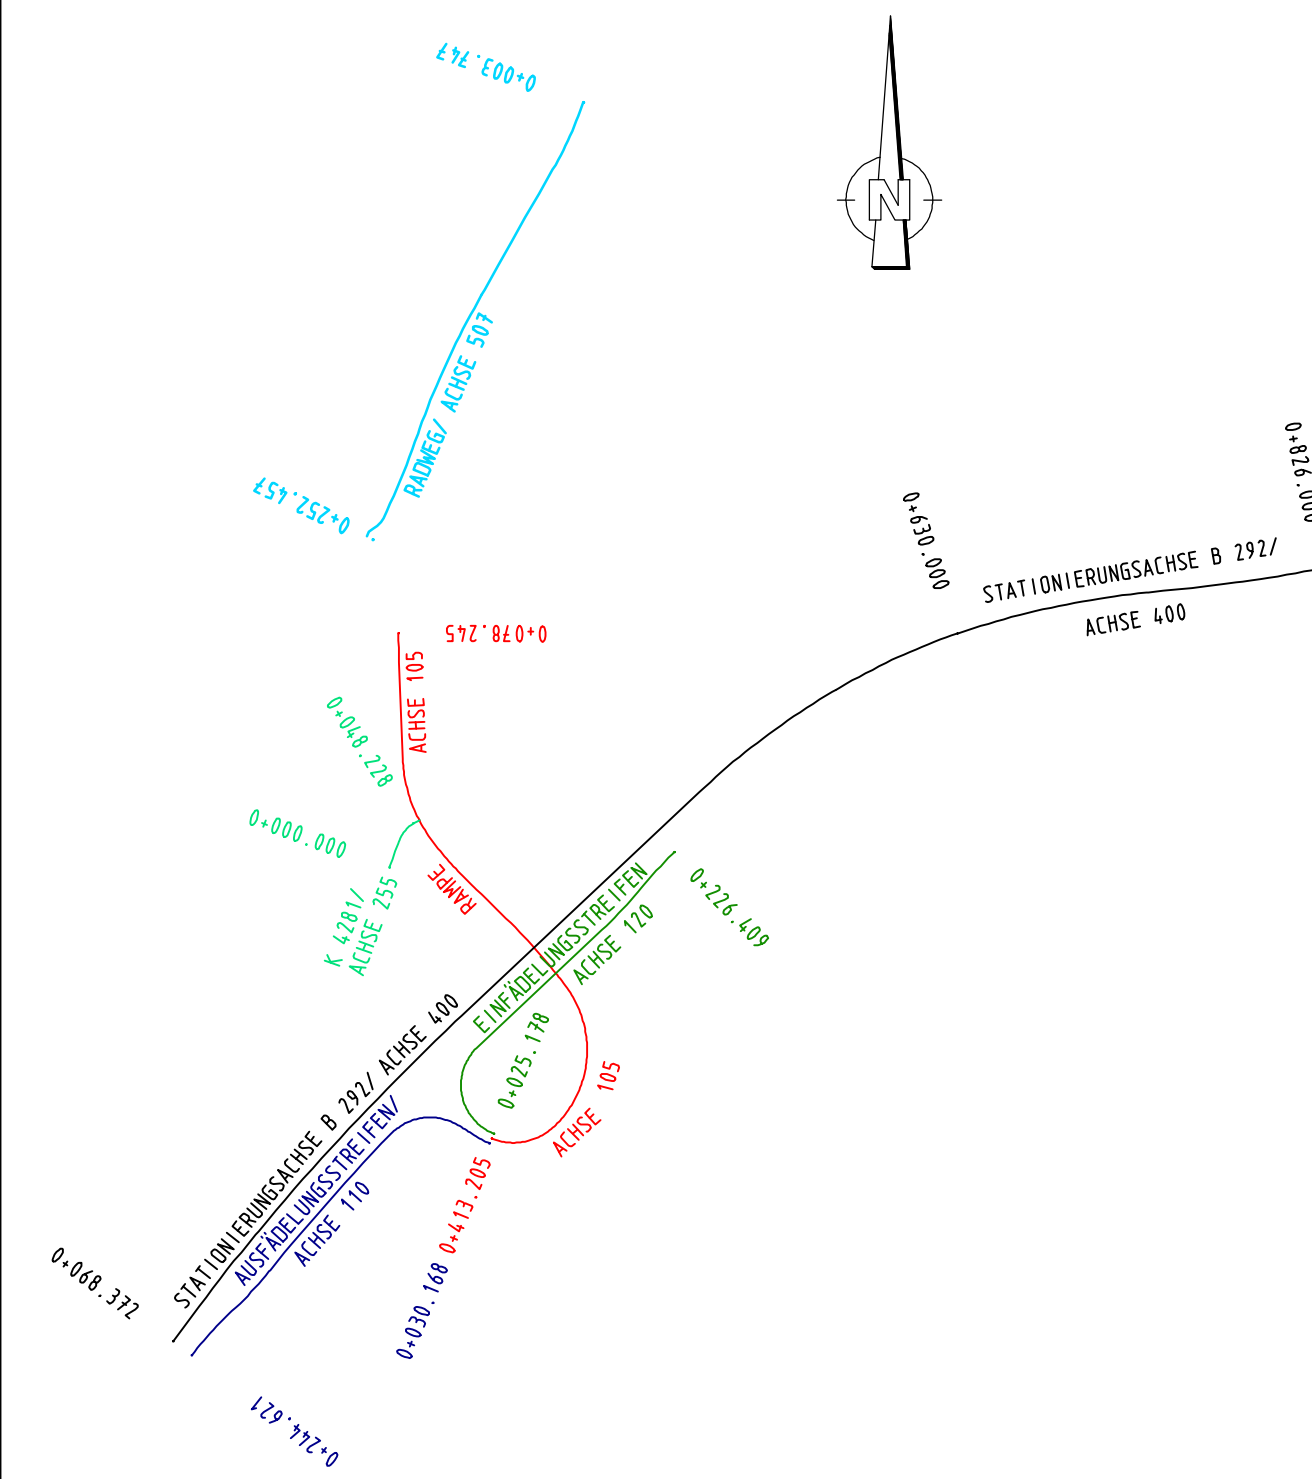 0+003.747
N
RADWEG/ ACHSE 507
0+252.457
0+826.000
0+630.000
STATIONIERUNGSACHSE B 292/
ACHSE 400
0+078.245
ACHSE 105
0+048.228
0+000.000
K 4281/
ACHSE 255
RAMPE
0+226.409
EINFÄDELUNGSSTREIFEN
ACHSE 120
0+025.178
STATIONIERUNGSACHSE B 292/ ACHSE 400
AUSFÄDELUNGSSTREIFEN/
ACHSE 110
ACHSE 105
0+413.205
0+030.168
0+068.372
0+244.621